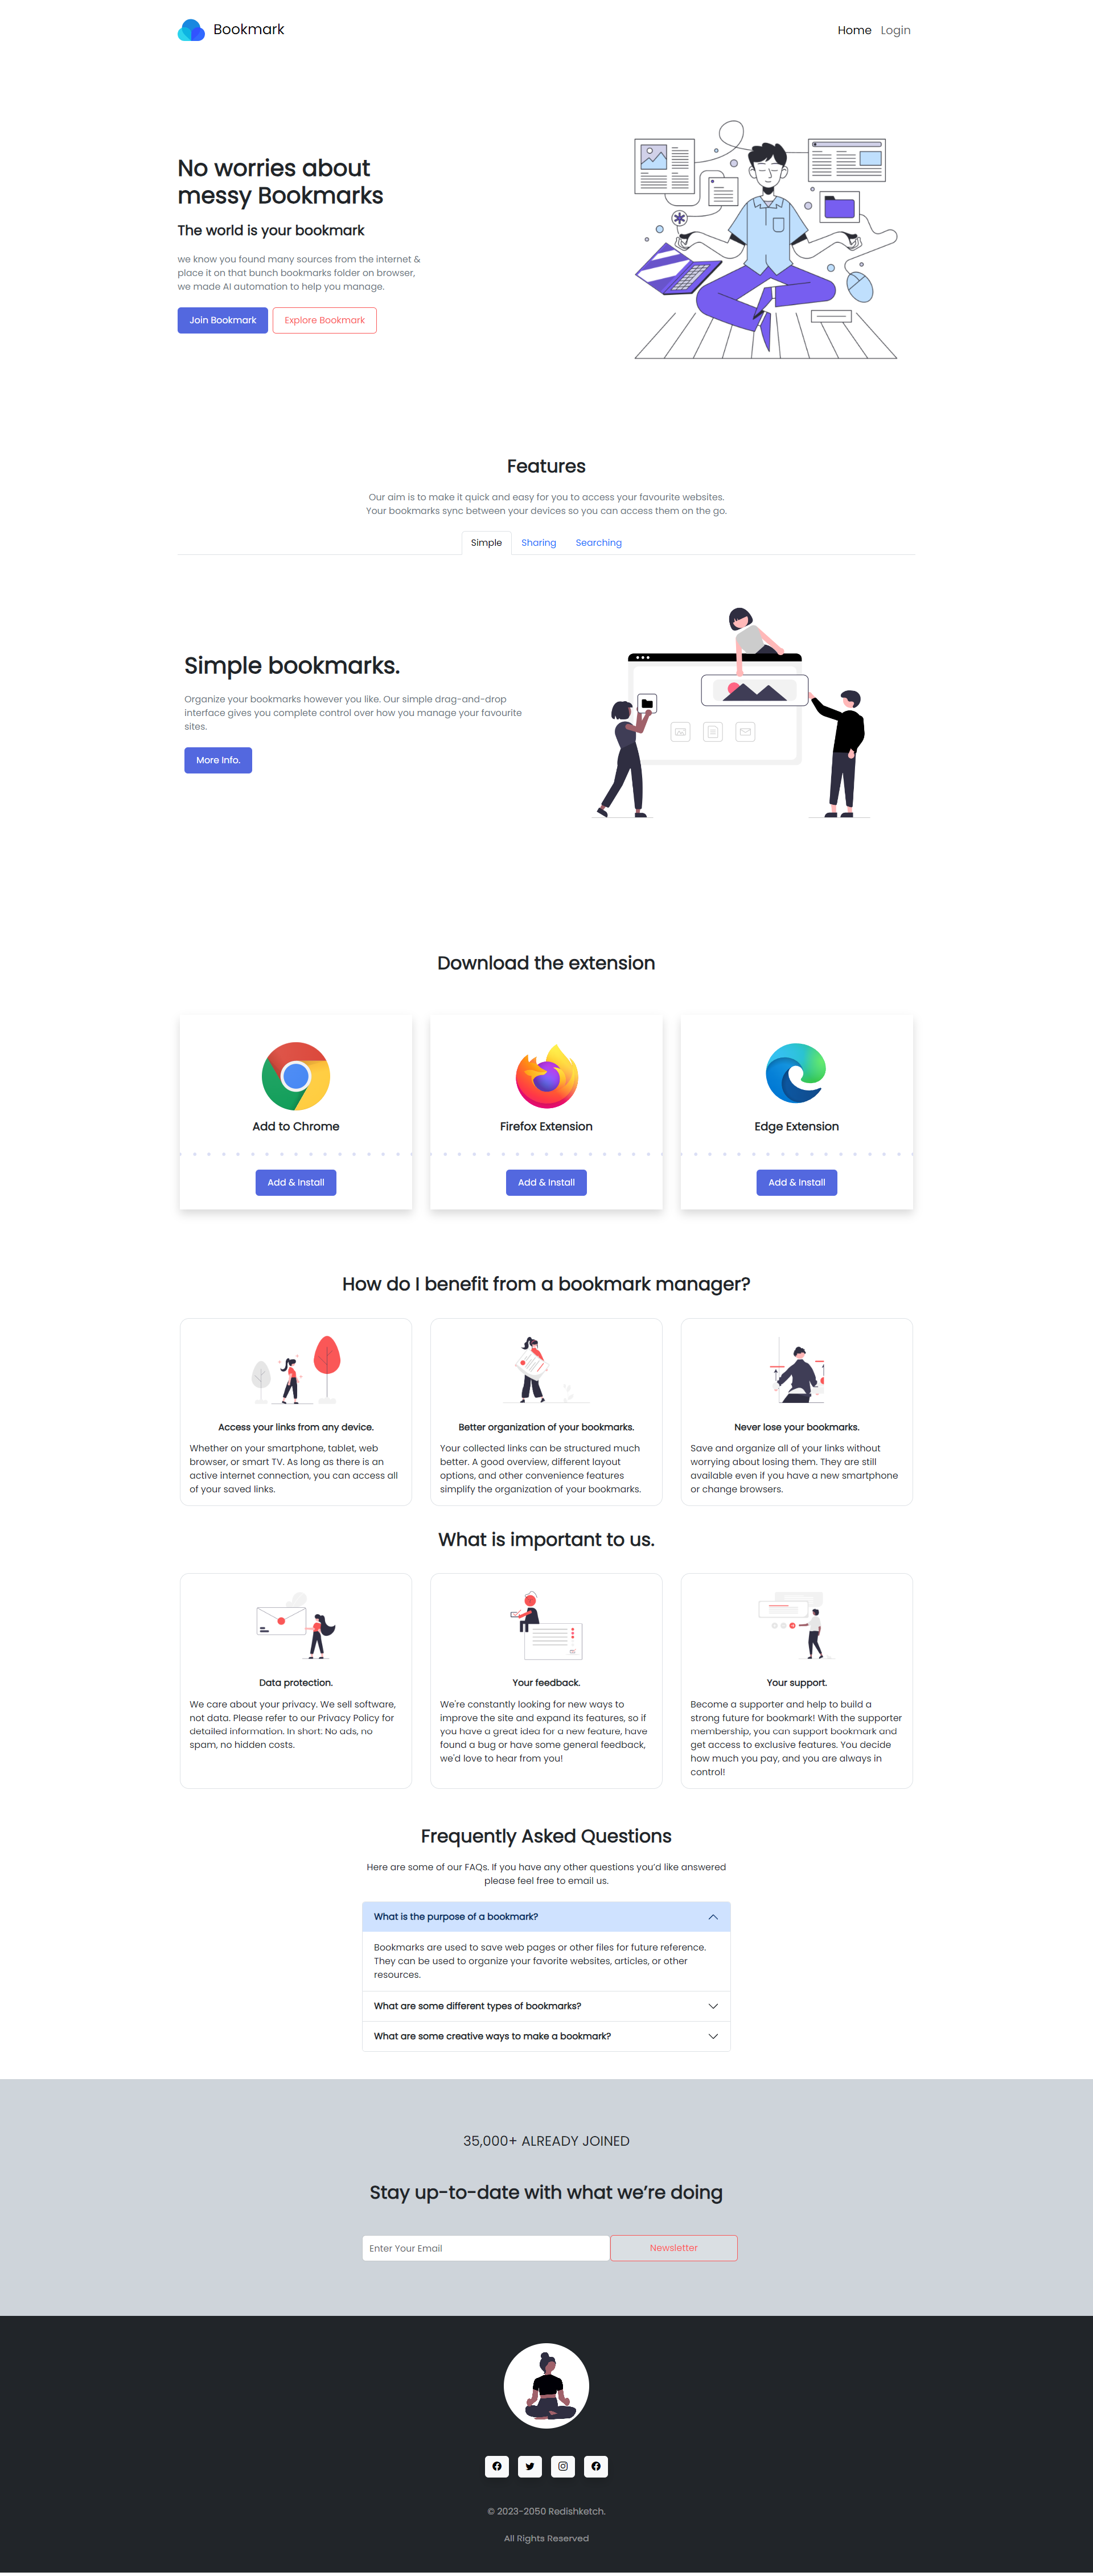 Bookmark
Home Login
No worries about
messy Bookmarks
The world is your bookmark
we know you found many sources from the internet &
place it on that bunch bookmarks folder on browser,
we made AI automation to help you manage.
Join Bookmark Explore Bookmark
Features
Our aim is to make it quick and easy for you to access your favourite websites.
Your bookmarks sync between your devices so you can access them on the go.
Simple Sharing Searching
Simple bookmarks.
Organize your bookmarks however you like. Our simple drag-and-drop
interface gives you complete control over how you manage your favourite
sites.
More Info.
Download the extension
Add to Chrome
Add & Install
Firefox Extension
Add & Install
Edge Extension
Add & Install
How do I benefit from a bookmark manager?
Access your links from any device.
Whether on your smartphone, tablet, web
browser, or smart TV. As long as there is an
active internet connection, you can access all
of your saved links.
Better organization of your bookmarks.
Your collected links can be structured much
better. A good overview, different layout
options, and other convenience features
simplify the organization of your bookmarks.
Never lose your bookmarks.
Save and organize all of your links without
worrying about losing them. They are still
available even if you have a new smartphone
or change browsers.
What is important to us.
Data protection.
We care about your privacy. We sell software,
not data. Please refer to our Privacy Policy for
detailed information. In short: No ads, no
spam, no hidden costs.
Your feedback.
We're constantly looking for new ways to
improve the site and expand its features, so if
you have a great idea for a new feature, have
found a bug or have some general feedback,
we'd love to hear from you!
Your support.
Become a supporter and help to build a
strong future for bookmark! With the supporter
membership, you can support bookmark and
get access to exclusive features. You decide
how much you pay, and you are always in
control!
Frequently Asked Questions
Here are some of our FAQs. If you have any other questions you’d like answered
please feel free to email us.
What is the purpose of a bookmark?
Bookmarks are used to save web pages or other files for future reference.
They can be used to organize your favorite websites, articles, or other
resources.
What are some different types of bookmarks?
What are some creative ways to make a bookmark?
35,000+ ALREADY JOINED
Stay up-to-date with what we’re doing
Enter Your Email Newsletter
© 2023-2050 Redishketch.
All Rights Reserved